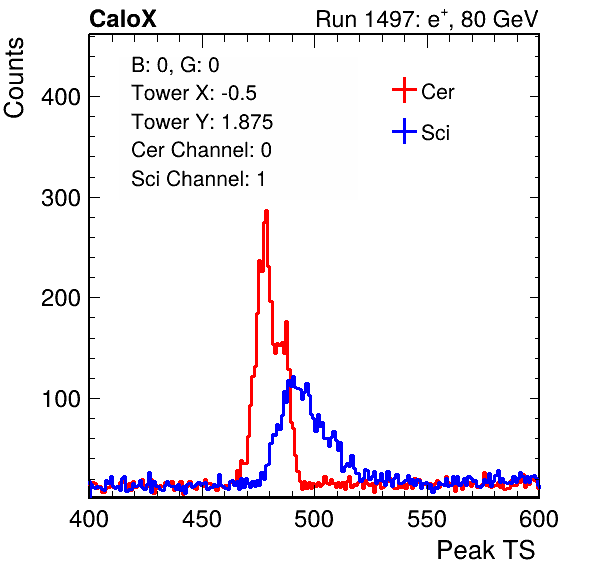 CaloX
Run 1497: e+, 80 GeV
Counts
B: 0, G: 0
Tower X: -0.5
Tower Y: 1.875
Cer Channel: 0
Sci Channel: 1
Cer
Sci
400
300
200
100
400 450 500 550 600
Peak TS